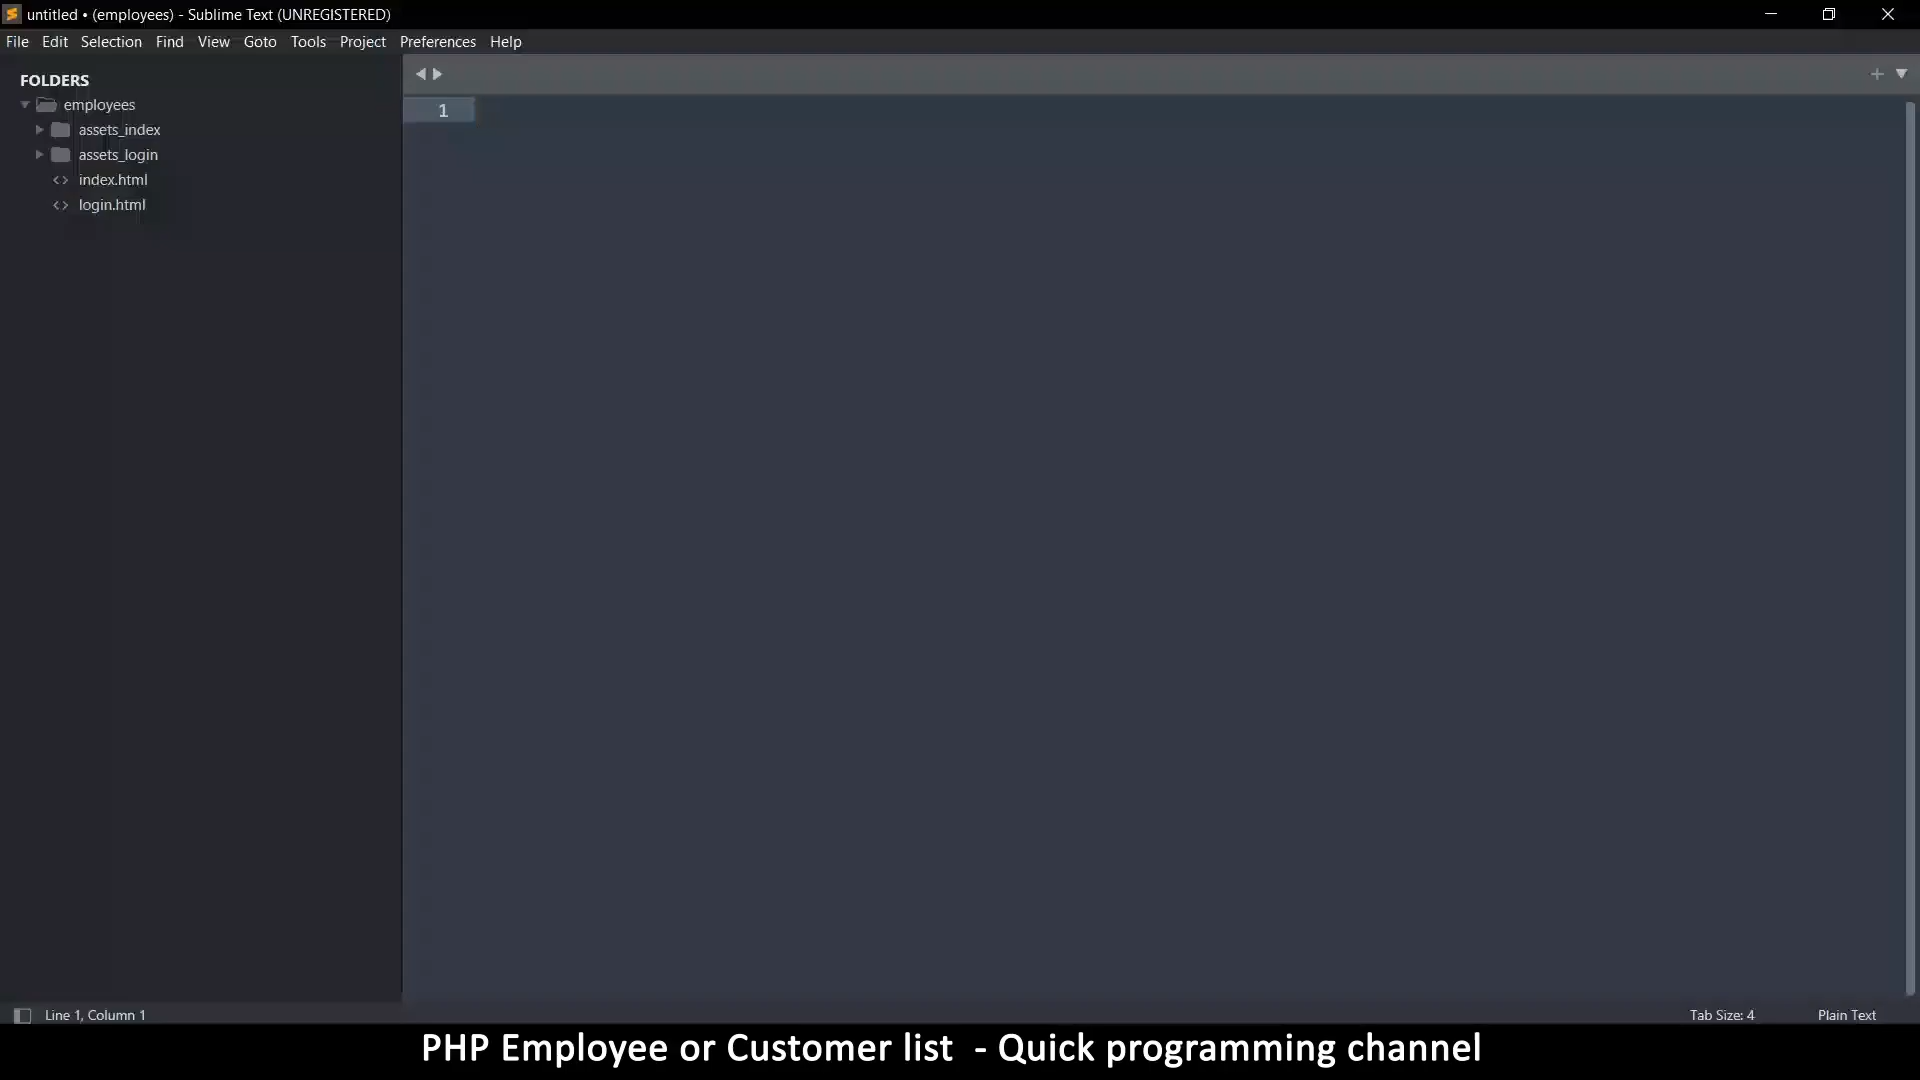 untitled • (employees) - Sublime Text (UNREGISTERED)
File Edit Selection Find View Goto Tools Project Preferences Help
FOLDERS
employees
assets_index
assets_login
index.html
login.html
1
Line 1, Column 1
Tab Size: 4
Plain Text
PHP Employee or Customer list - Quick programming channel